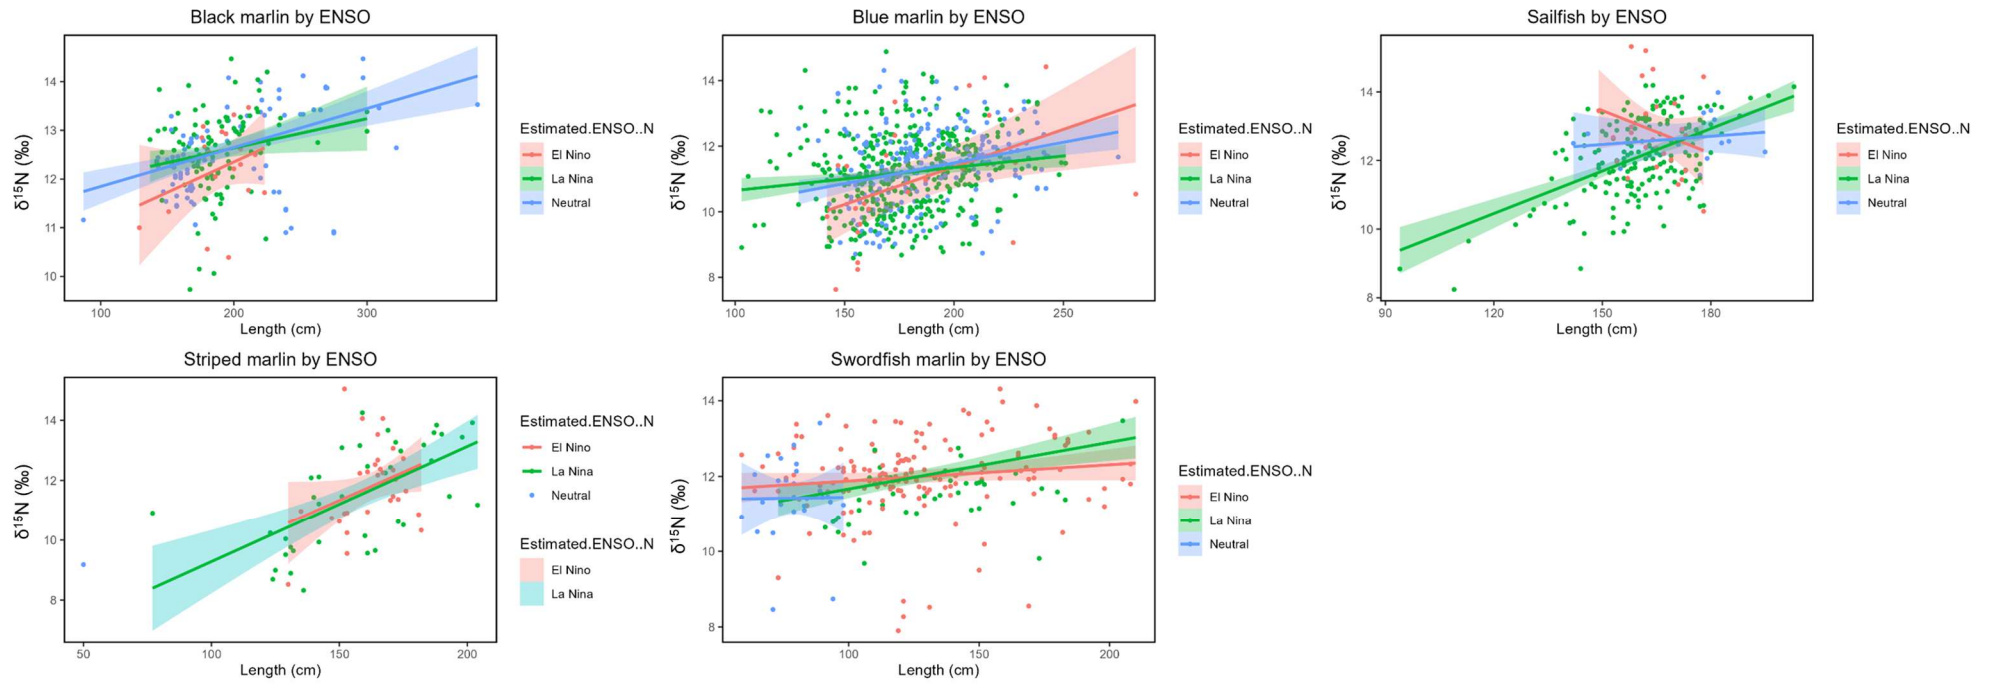 Black marlin by ENSO
δ¹⁵N (‰)
14
13
12
11
10
100
200
300
Length (cm)
Estimated.ENSO..N
El Nino
La Nina
Neutral
Blue marlin by ENSO
δ¹⁵N (‰)
14
12
10
8
100
150
200
250
Length (cm)
Estimated.ENSO..N
El Nino
La Nina
Neutral
Sailfish by ENSO
δ¹⁵N (‰)
14
12
10
8
90
120
150
180
Length (cm)
Estimated.ENSO..N
El Nino
La Nina
Neutral
Striped marlin by ENSO
δ¹⁵N (‰)
14
12
10
8
50
100
150
200
Length (cm)
Estimated.ENSO..N
El Nino
La Nina
Neutral
Estimated.ENSO..N
El Nino
La Nina
Swordfish marlin by ENSO
δ¹⁵N (‰)
14
12
10
8
100
150
200
Length (cm)
Estimated.ENSO..N
El Nino
La Nina
Neutral